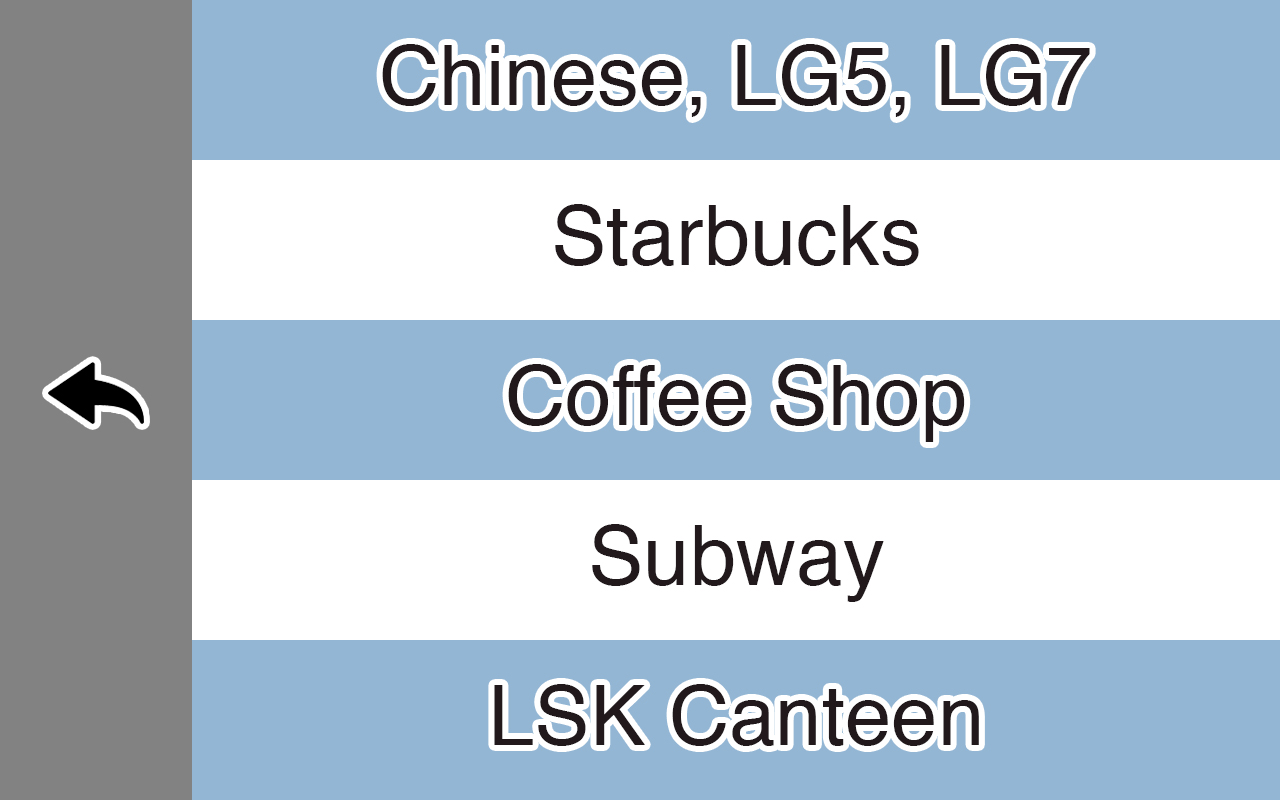 Chinese, LG5, LG7
Starbucks
Coffee Shop
Subway
LSK Canteen